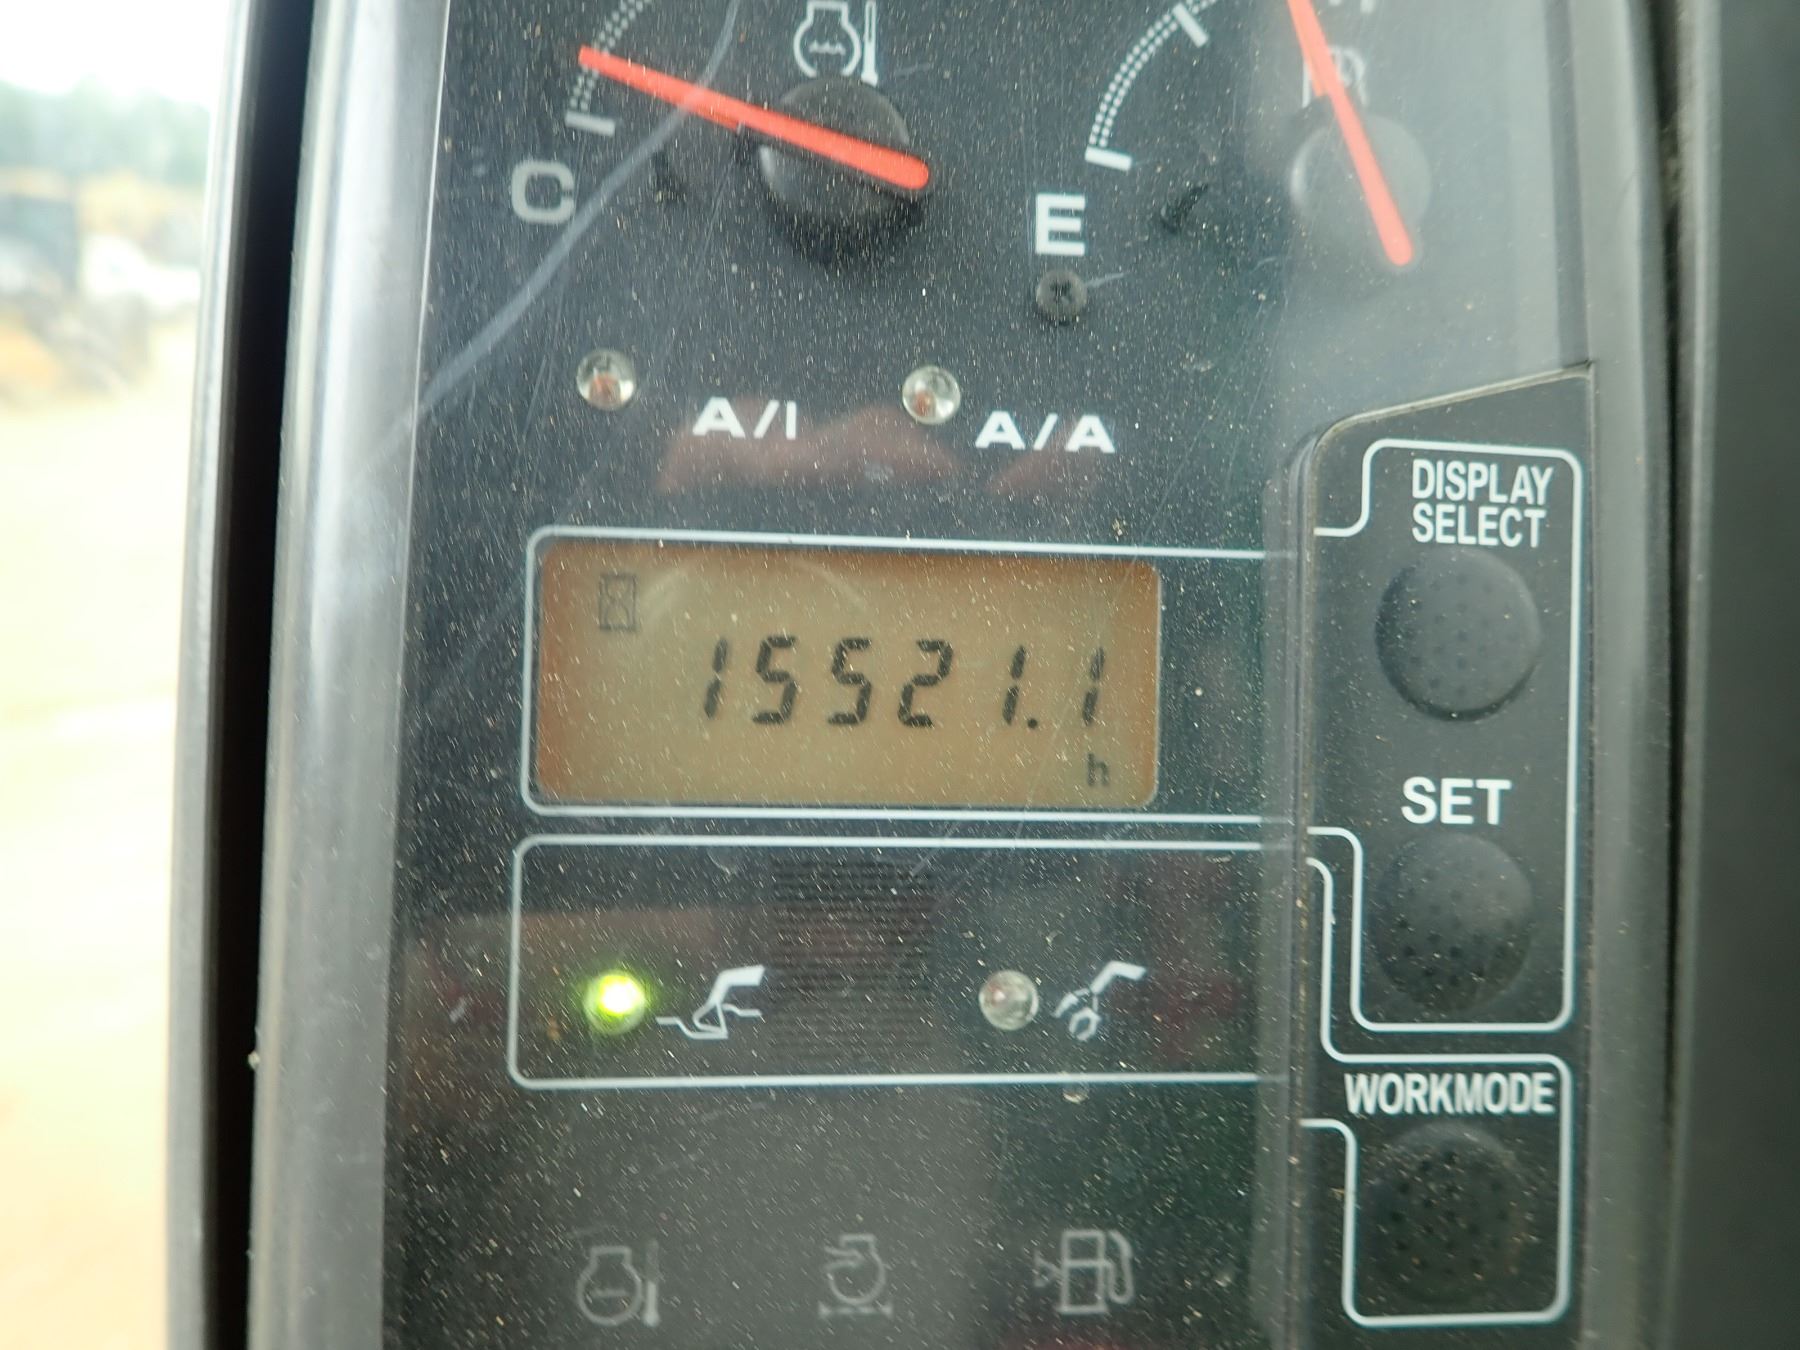 C
E
A/I
A/A
DISPLAY
SELECT
15521.1
h
SET
WORKMODE